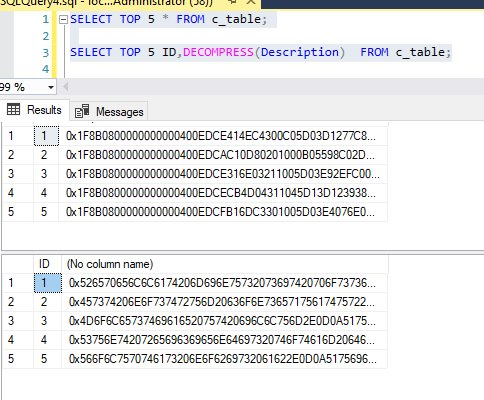 SQLQuery4.sql - loc...Administrator (58))
1 SELECT TOP 5 * FROM c_table;
2
3 SELECT TOP 5 ID,DECOMPRESS(Description) FROM c_table;
4
99 %
Results Messages
1 1 0x1F8B0800000000000400EDCE414EC4300C05D03D1277C8...
2 2 0x1F8B0800000000000400EDCAC10D80201000B05598C02D...
3 3 0x1F8B0800000000000400EDCE316E03211005D03E92EFC00...
4 4 0x1F8B0800000000000400EDCECB4D04311045D13D123938...
5 5 0x1F8B0800000000000400EDCFB16DC3301005D03E4076E0...
ID (No column name)
1 1 0x526570656C6C6174206D696E75732073697420706F73736...
2 2 0x457374206E6F737472756D20636F6E73657175617475722...
3 3 0x4D6F6C65737469616520757420696C6C756D2E0D0A5175...
4 4 0x53756E74207265696369656E64697320746F74616D20646...
5 5 0x566F6C7570746173206E6F6269732061622E0D0A5175696...